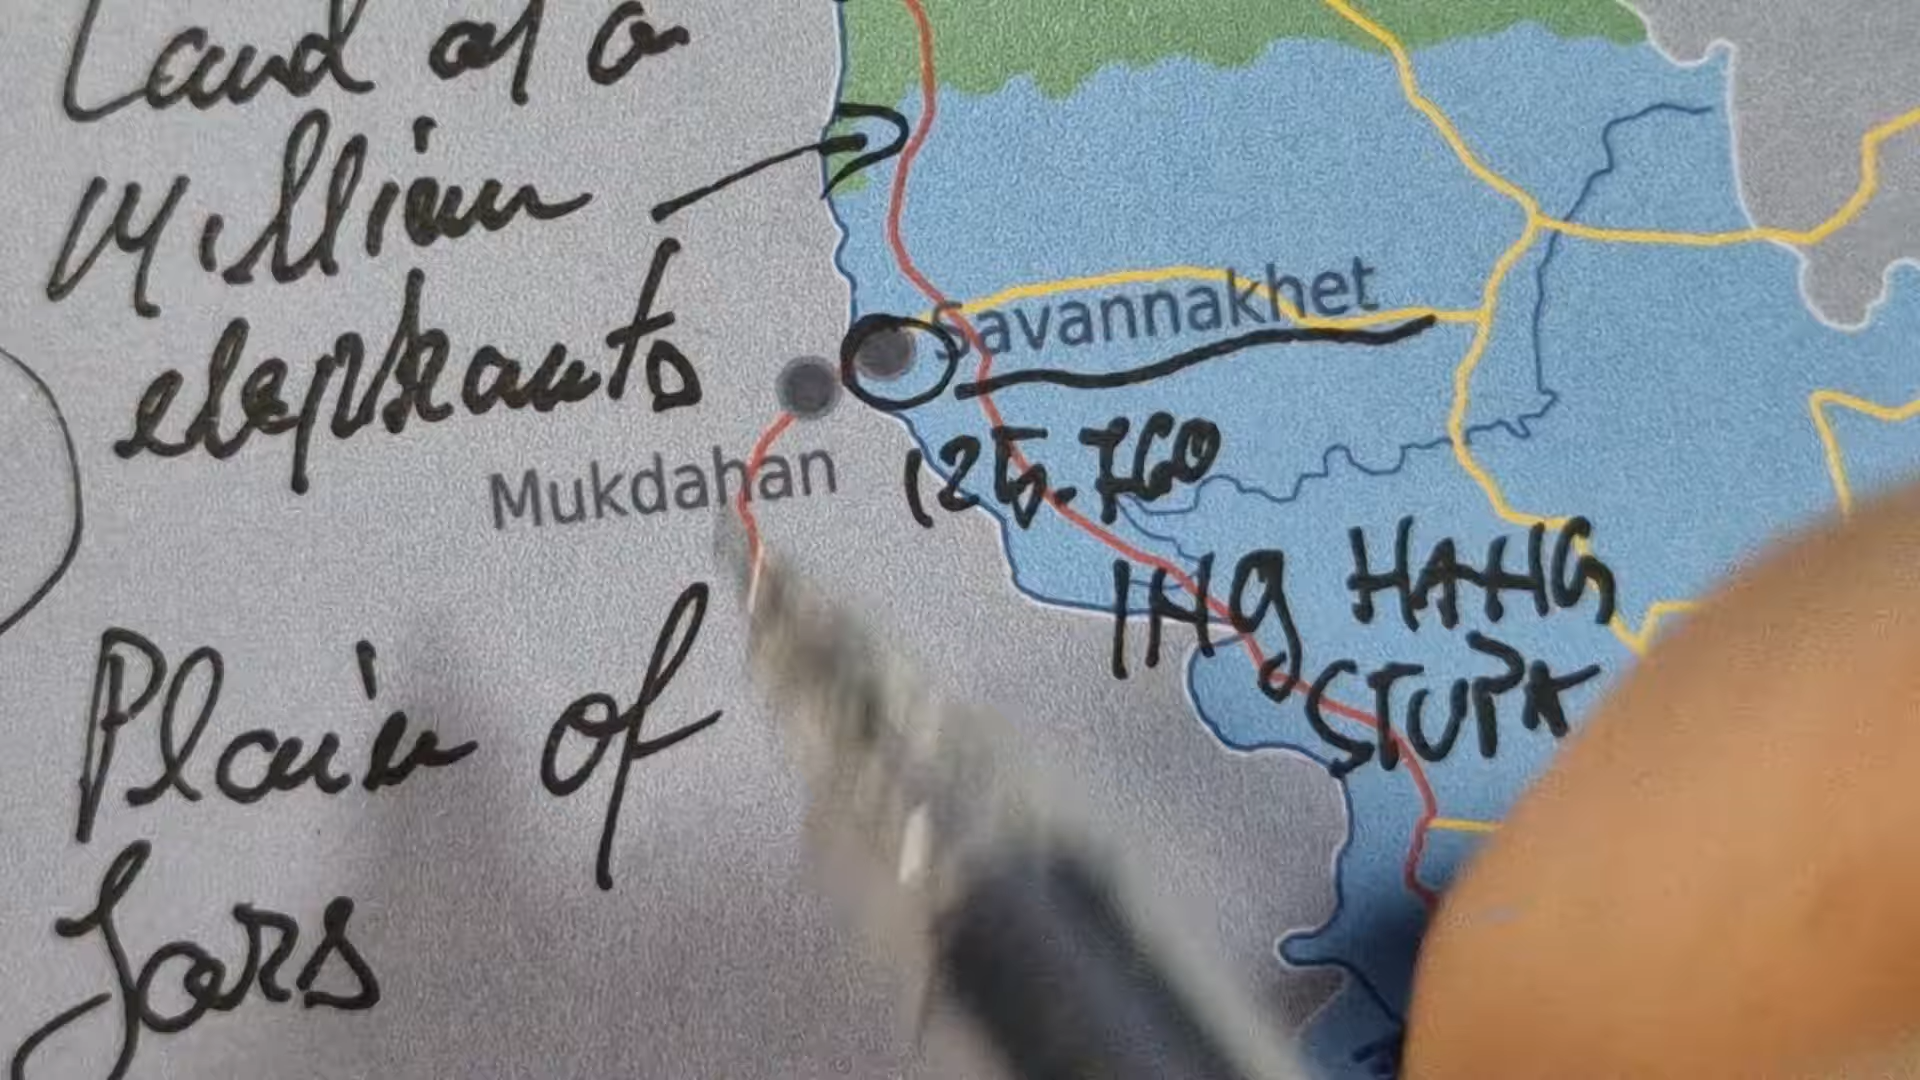 Land of a
Million
elephants
Savannakhet
Mukdahan
125.760
ING HANG
STUPA
Plain of
Jars